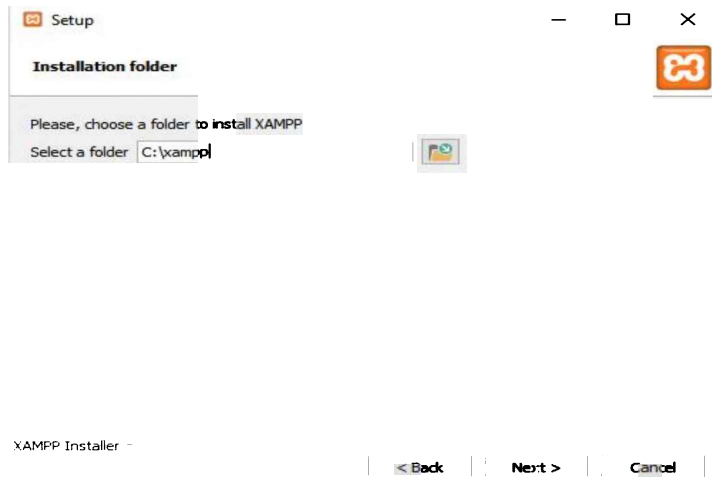 Setup
Installation folder
Please, choose a folder to install XAMPP
Select a folder C:\xampp
XAMPP Installer
< Back Next > Cancel